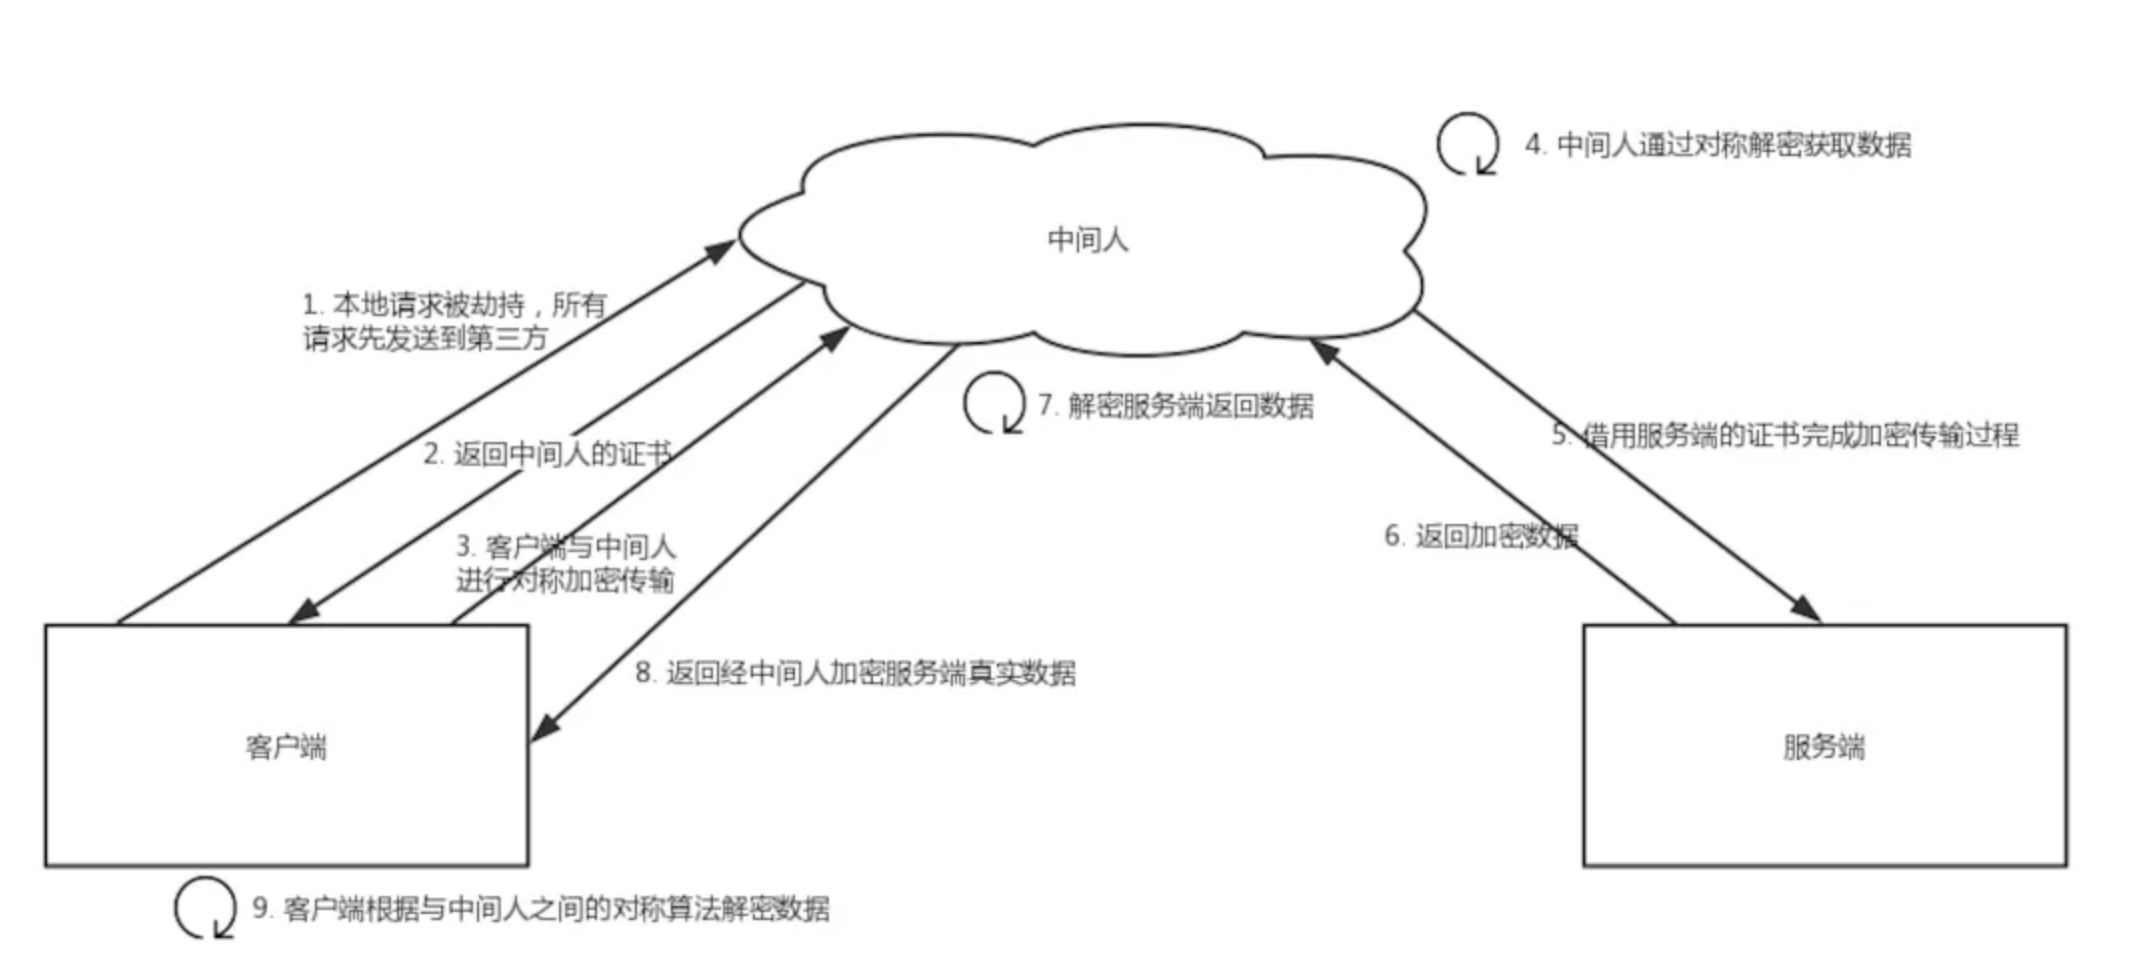 4. 中间人通过对称解密获取数据
中间人
1. 本地请求被劫持，所有
请求先发送到第三方
7. 解密服务端返回数据
5. 借用服务端的证书完成加密传输过程
2. 返回中间人的证书
6. 返回加密数据
3. 客户端与中间人
进行对称加密传输
8. 返回经中间人加密服务端真实数据
客户端
服务端
9. 客户端根据与中间人之间的对称算法解密数据